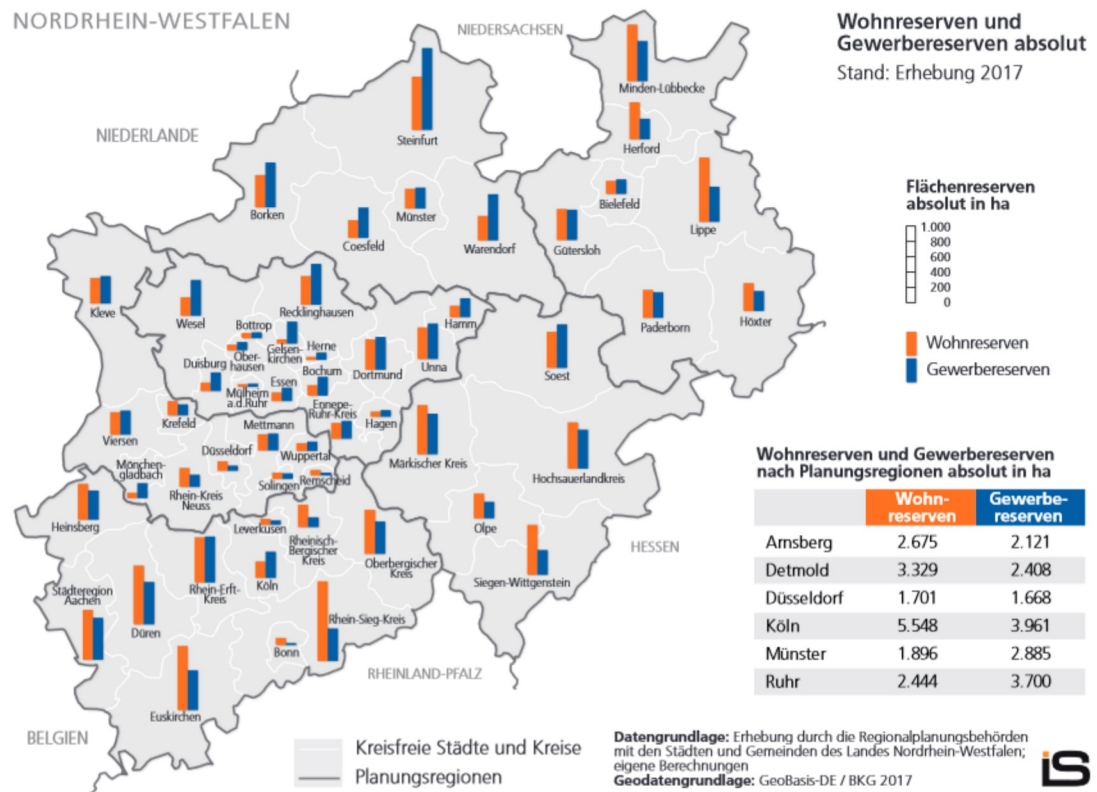 NORDRHEIN-WESTFALEN
Wohnreserven und
Gewerbereserven absolut
Stand: Erhebung 2017
NIEDERSACHSEN
NIEDERLANDE
Minden-Lübbecke
Steinfurt
Herford
Borken
Münster
Bielefeld
Coesfeld
Warendorf
Gütersloh
Lippe
Flächenreserven
absolut in ha
1.000
800
600
400
200
0
Wohnreserven
Gewerbereserven
Kleve
Wesel
Recklinghausen
Bottrop
Hamm
Paderborn
Höxter
Gelsen-
kirchen
Herne
Ober-
hausen
Duisburg
Bochum
Dortmund
Unna
Soest
Essen
Mülheim
a.d.Ruhr
Ennepe-
Ruhr-Kreis
Hagen
Krefeld
Viersen
Mettmann
Düsseldorf
Wuppertal
Märkischer Kreis
Hochsauerlandkreis
Mönchen-
gladbach
Rhein-Kreis
Neuss
Solingen
Remscheid
Heinsberg
Leverkusen
Rheinisch-
Bergischer
Kreis
Oberbergischer
Kreis
Olpe
Siegen-Wittgenstein
HESSEN
Rhein-Erft-
Kreis
Köln
Städteregion
Aachen
Düren
Rhein-Sieg-Kreis
Bonn
Euskirchen
RHEINLAND-PFALZ
BELGIEN
Wohnreserven und Gewerbereserven
nach Planungsregionen absolut in ha
Wohn-
reserven
Gewerbe-
reserven
Arnsberg 2.675 2.121
Detmold 3.329 2.408
Düsseldorf 1.701 1.668
Köln 5.548 3.961
Münster 1.896 2.885
Ruhr 2.444 3.700
Kreisfreie Städte und Kreise
Planungsregionen
Datengrundlage: Erhebung durch die Regionalplanungsbehörden
mit den Städten und Gemeinden des Landes Nordrhein-Westfalen;
eigene Berechnungen
Geodatengrundlage: GeoBasis-DE / BKG 2017
iLS